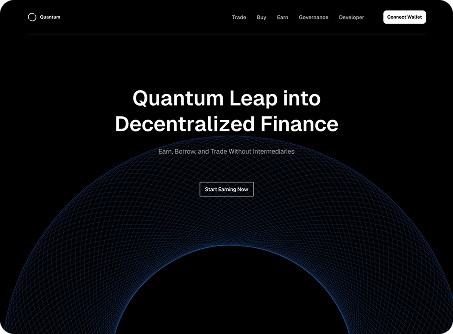 Quantum
Trade Buy Earn Governance Developer
Connect Wallet
Quantum Leap into
Decentralized Finance
Earn, Borrow, and Trade Without Intermediaries
Start Earning Now